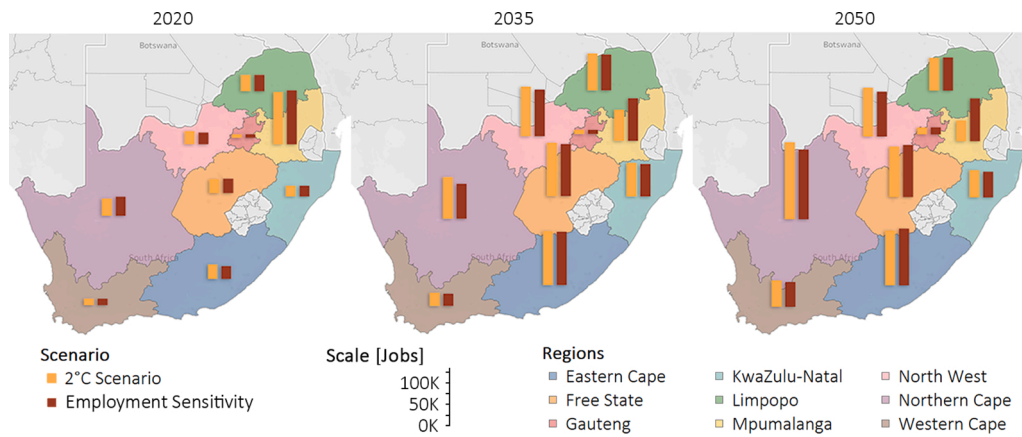 2020 2035 2050
Botswana Botswana Botswana
South Africa South Africa South Africa
Scenario
2°C Scenario
Employment Sensitivity
Scale [Jobs]
100K
50K
0K
Regions
Eastern Cape KwaZulu-Natal North West
Free State Limpopo Northern Cape
Gauteng Mpumalanga Western Cape